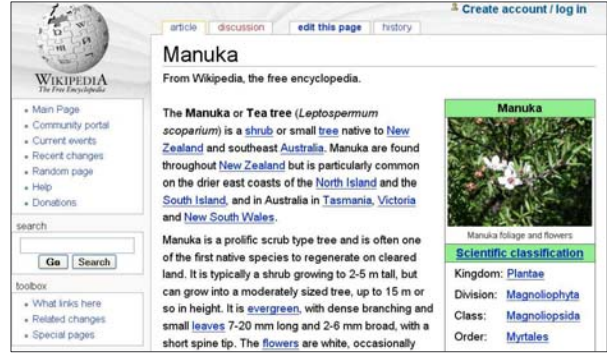 Create account / log in
article discussion edit this page history
WIKIPEDIA
The Free Encyclopedia
Main Page
Community portal
Current events
Recent changes
Random page
Help
Donations
search
Go Search
toolbox
What links here
Related changes
Special pages
Manuka
From Wikipedia, the free encyclopedia.
The Manuka or Tea tree (Leptospermum
scoparium) is a shrub or small tree native to New
Zealand and southeast Australia. Manuka are found
throughout New Zealand but is particularly common
on the drier east coasts of the North Island and the
South Island, and in Australia in Tasmania, Victoria
and New South Wales.
Manuka is a prolific scrub type tree and is often one
of the first native species to regenerate on cleared
land. It is typically a shrub growing to 2-5 m tall, but
can grow into a moderately sized tree, up to 15 m or
so in height. It is evergreen, with dense branching and
small leaves 7-20 mm long and 2-6 mm broad, with a
short spine tip. The flowers are white, occasionally
Manuka
Manuka foliage and flowers
Scientific classification
Kingdom: Plantae
Division: Magnoliophyta
Class: Magnoliopsida
Order: Myrtales